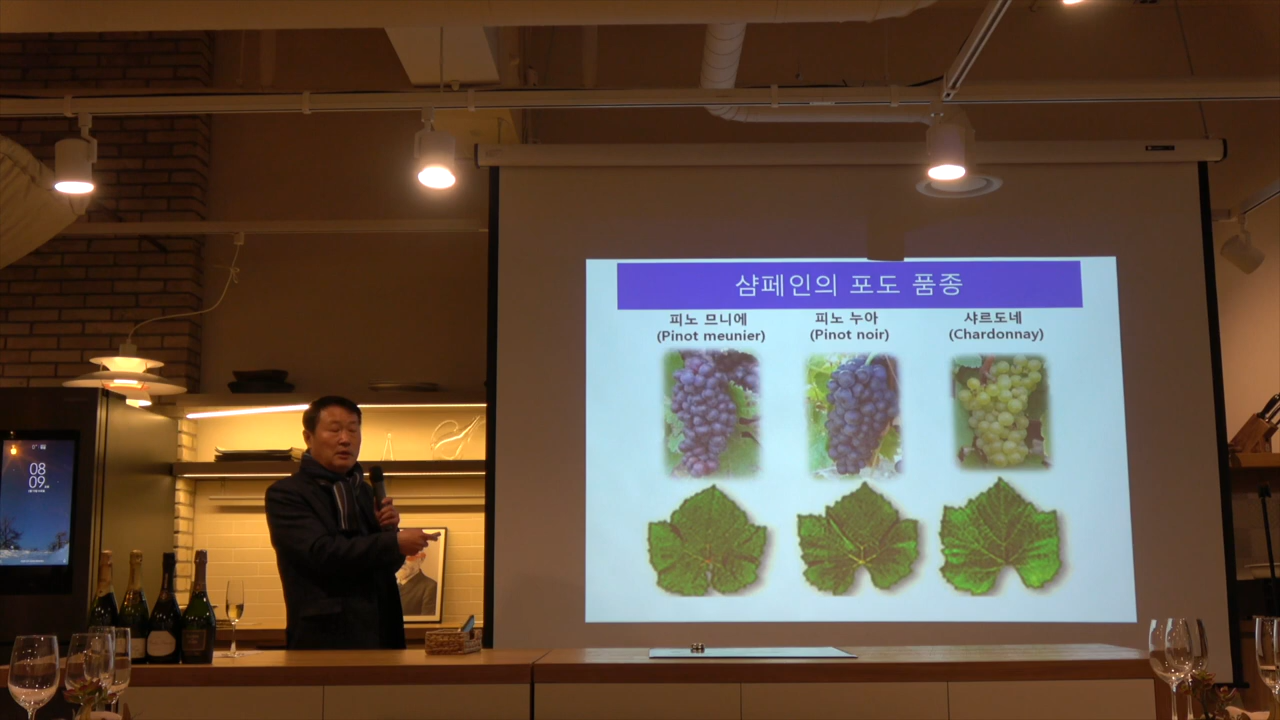 샴페인의 포도 품종
피노 므니에
(Pinot meunier)
피노 누아
(Pinot noir)
샤르도네
(Chardonnay)
08
09